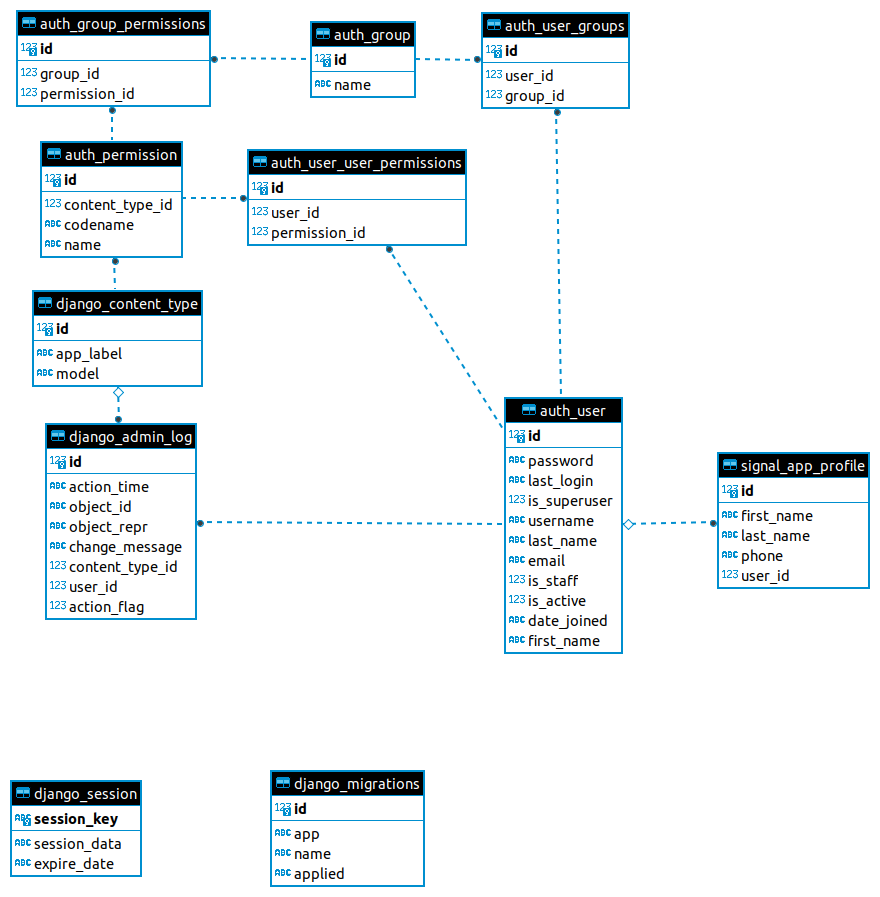 auth_group_permissions
123 id
123 group_id
123 permission_id
auth_group
123 id
ABC name
auth_user_groups
123 id
123 user_id
123 group_id
auth_permission
123 id
123 content_type_id
ABC codename
ABC name
auth_user_user_permissions
123 id
123 user_id
123 permission_id
django_content_type
123 id
ABC app_label
ABC model
django_admin_log
123 id
ABC action_time
ABC object_id
ABC object_repr
ABC change_message
123 content_type_id
123 user_id
123 action_flag
auth_user
123 id
ABC password
ABC last_login
123 is_superuser
ABC username
ABC last_name
ABC email
123 is_staff
123 is_active
ABC date_joined
ABC first_name
signal_app_profile
123 id
ABC first_name
ABC last_name
ABC phone
123 user_id
django_session
ABC session_key
ABC session_data
ABC expire_date
django_migrations
123 id
ABC app
ABC name
ABC applied